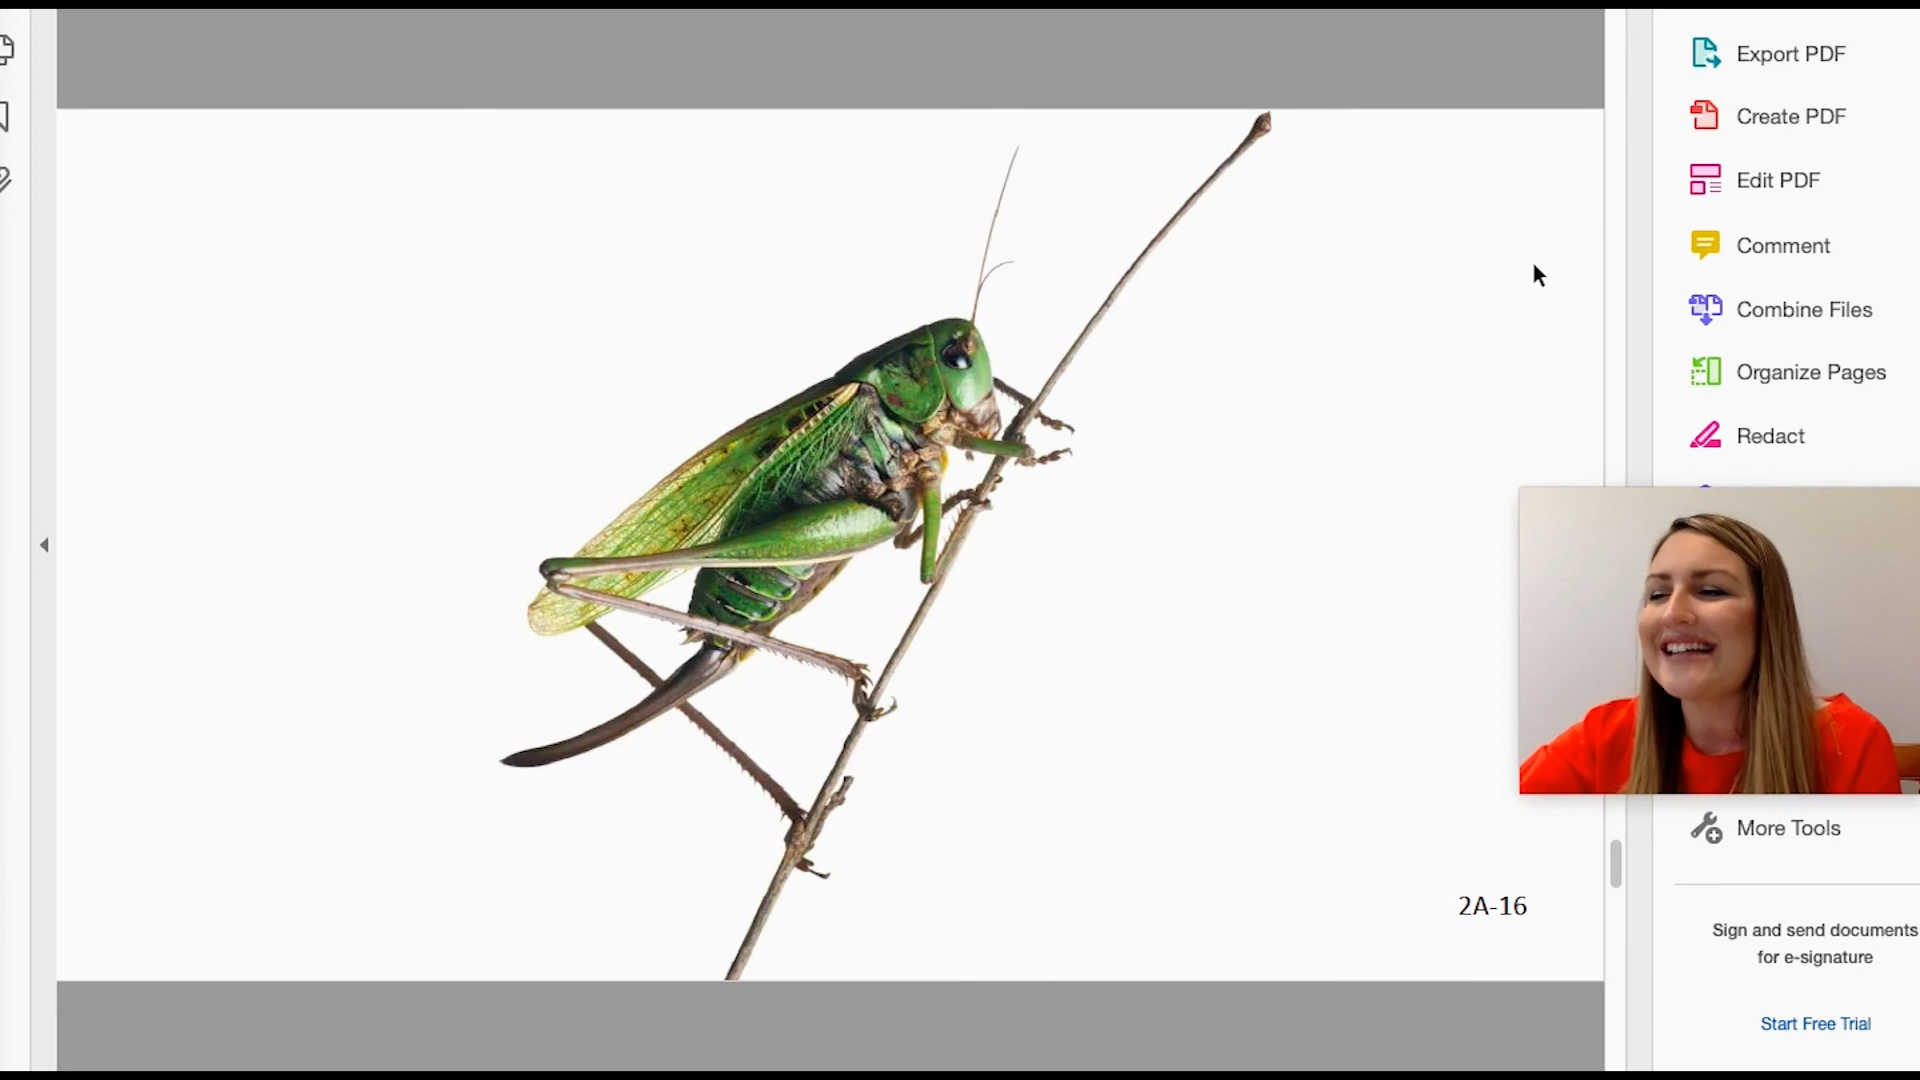 Export PDF
Create PDF
Edit PDF
Comment
Combine Files
Organize Pages
Redact
More Tools
2A-16
Sign and send documents
for e-signature
Start Free Trial